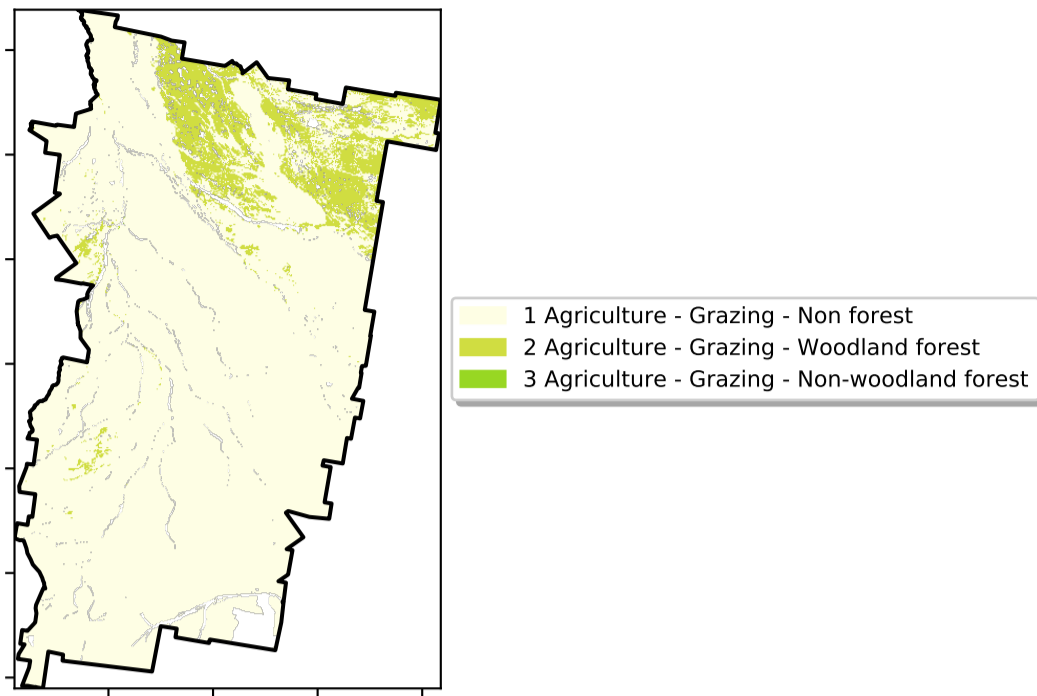 1 Agriculture - Grazing - Non forest
2 Agriculture - Grazing - Woodland forest
3 Agriculture - Grazing - Non-woodland forest